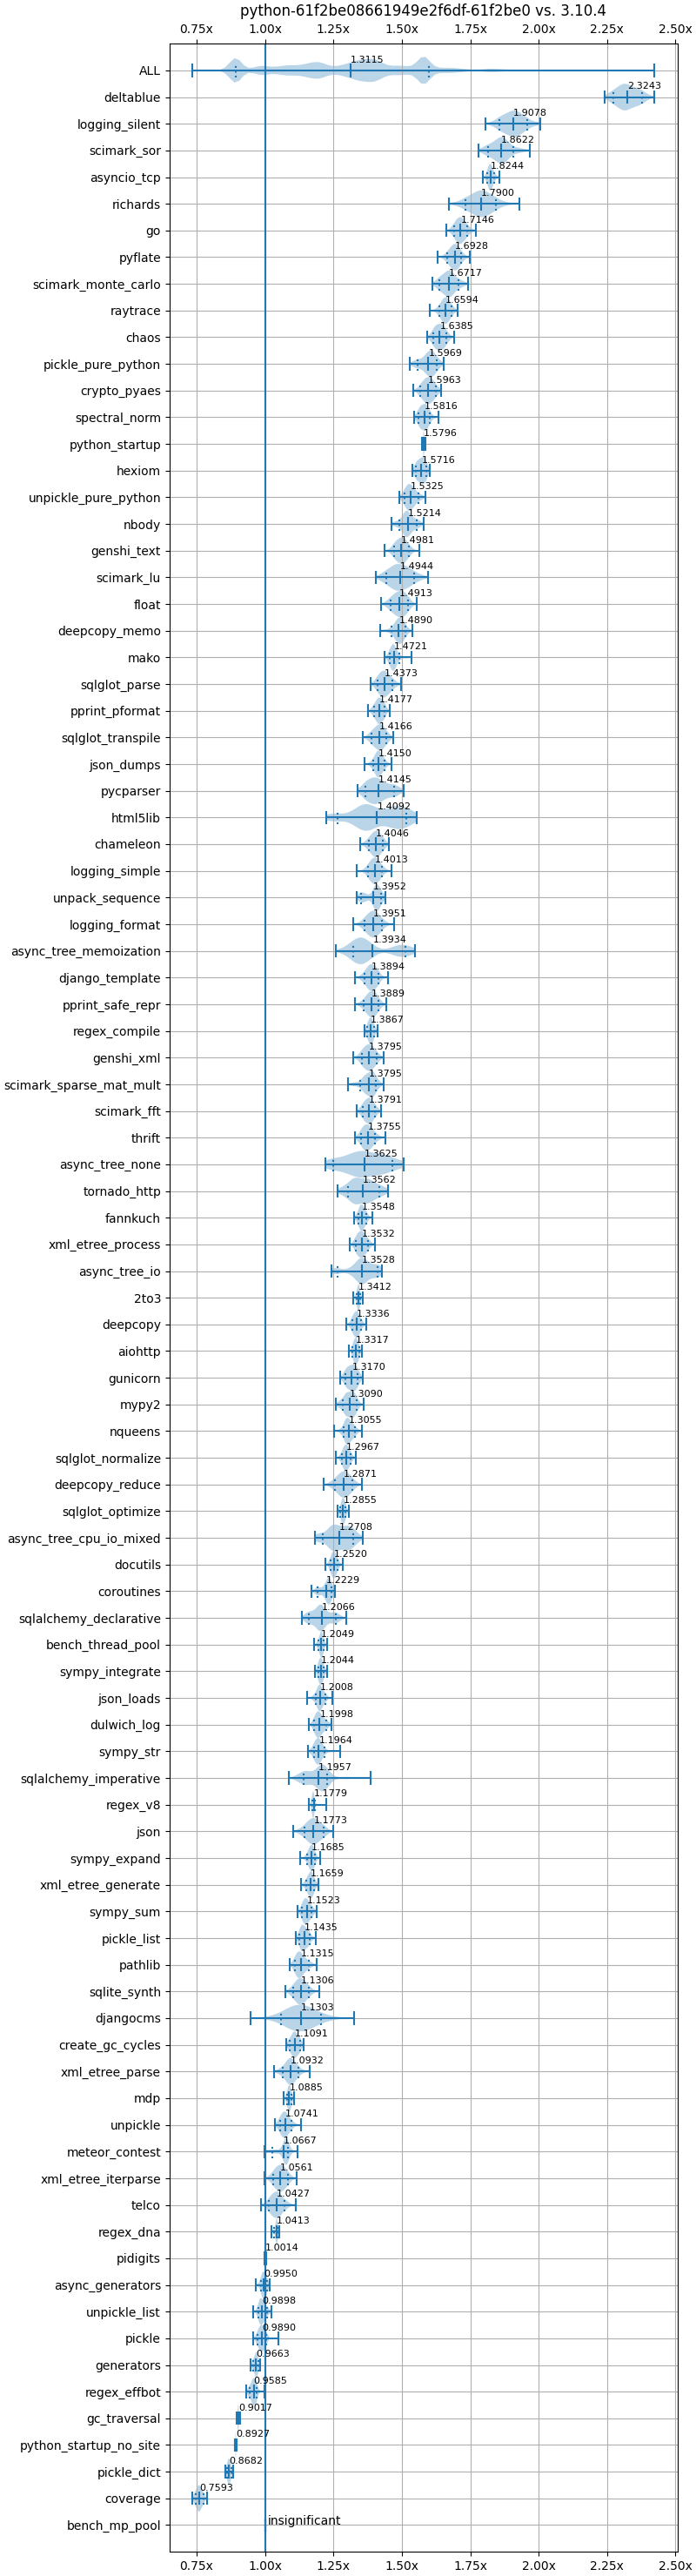 python-61f2be08661949e2f6df-61f2be0 vs. 3.10.4
0.75x 1.00x 1.25x 1.50x 1.75x 2.00x 2.25x 2.50x
ALL 1.3115
deltablue 2.3243
logging_silent 1.9078
scimark_sor 1.8622
asyncio_tcp 1.8244
richards 1.7900
go 1.7146
pyflate 1.6928
scimark_monte_carlo 1.6717
raytrace 1.6594
chaos 1.6385
pickle_pure_python 1.5969
crypto_pyaes 1.5963
spectral_norm 1.5816
python_startup 1.5796
hexiom 1.5716
unpickle_pure_python 1.5325
nbody 1.5214
genshi_text 1.4981
scimark_lu 1.4944
float 1.4913
deepcopy_memo 1.4890
mako 1.4721
sqlglot_parse 1.4373
pprint_pformat 1.4177
sqlglot_transpile 1.4166
json_dumps 1.4150
pycparser 1.4145
html5lib 1.4092
chameleon 1.4046
logging_simple 1.4013
unpack_sequence 1.3952
logging_format 1.3951
async_tree_memoization 1.3934
django_template 1.3894
pprint_safe_repr 1.3889
regex_compile 1.3867
genshi_xml 1.3795
scimark_sparse_mat_mult 1.3795
scimark_fft 1.3791
thrift 1.3755
async_tree_none 1.3625
tornado_http 1.3562
fannkuch 1.3548
xml_etree_process 1.3532
async_tree_io 1.3528
2to3 1.3412
deepcopy 1.3336
aiohttp 1.3317
gunicorn 1.3170
mypy2 1.3090
nqueens 1.3055
sqlglot_normalize 1.2967
deepcopy_reduce 1.2871
sqlglot_optimize 1.2855
async_tree_cpu_io_mixed 1.2708
docutils 1.2520
coroutines 1.2229
sqlalchemy_declarative 1.2066
bench_thread_pool 1.2049
sympy_integrate 1.2044
json_loads 1.2008
dulwich_log 1.1998
sympy_str 1.1964
sqlalchemy_imperative 1.1957
regex_v8 1.1779
json 1.1773
sympy_expand 1.1685
xml_etree_generate 1.1659
sympy_sum 1.1523
pickle_list 1.1435
pathlib 1.1315
sqlite_synth 1.1306
djangocms 1.1303
create_gc_cycles 1.1091
xml_etree_parse 1.0932
mdp 1.0885
unpickle 1.0741
meteor_contest 1.0667
xml_etree_iterparse 1.0561
telco 1.0427
regex_dna 1.0413
pidigits 1.0014
async_generators 0.9950
unpickle_list 0.9898
pickle 0.9890
generators 0.9663
regex_effbot 0.9585
gc_traversal 0.9017
python_startup_no_site 0.8927
pickle_dict 0.8682
coverage 0.7593
bench_mp_pool insignificant
0.75x 1.00x 1.25x 1.50x 1.75x 2.00x 2.25x 2.50x